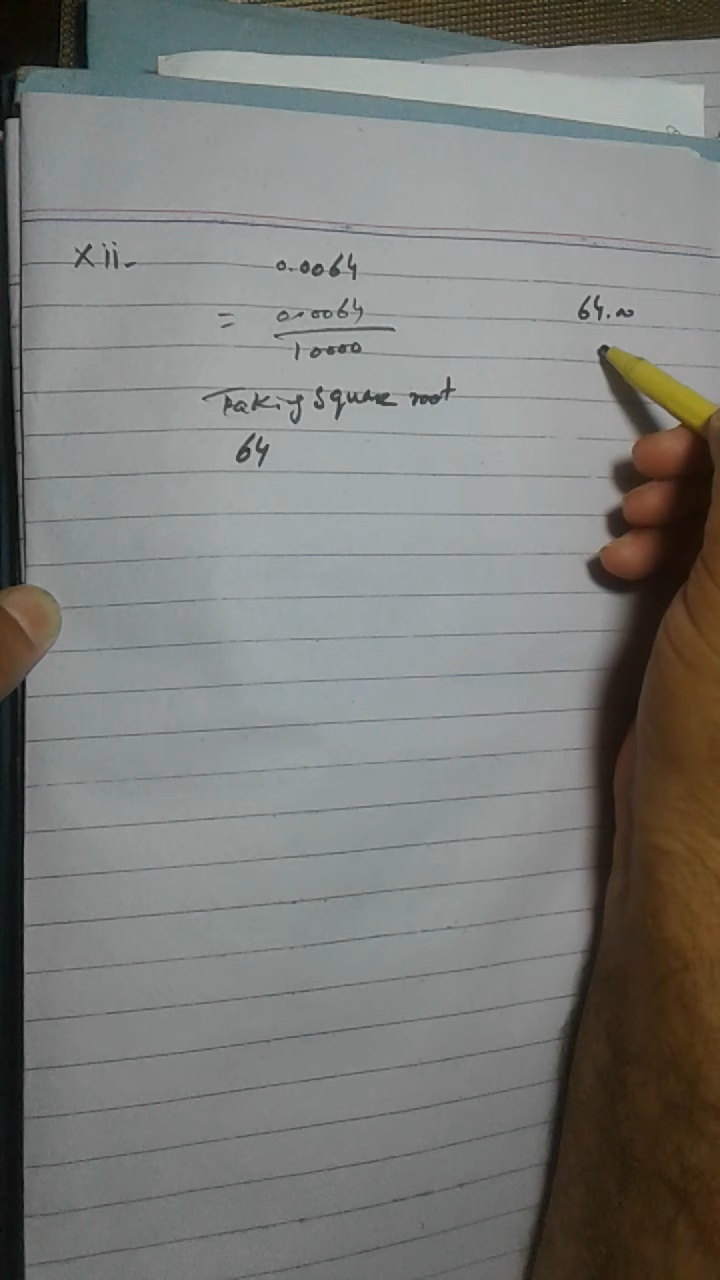 xii-
0.0064
= 0.0064
10000
Taking Square root
64
64.00